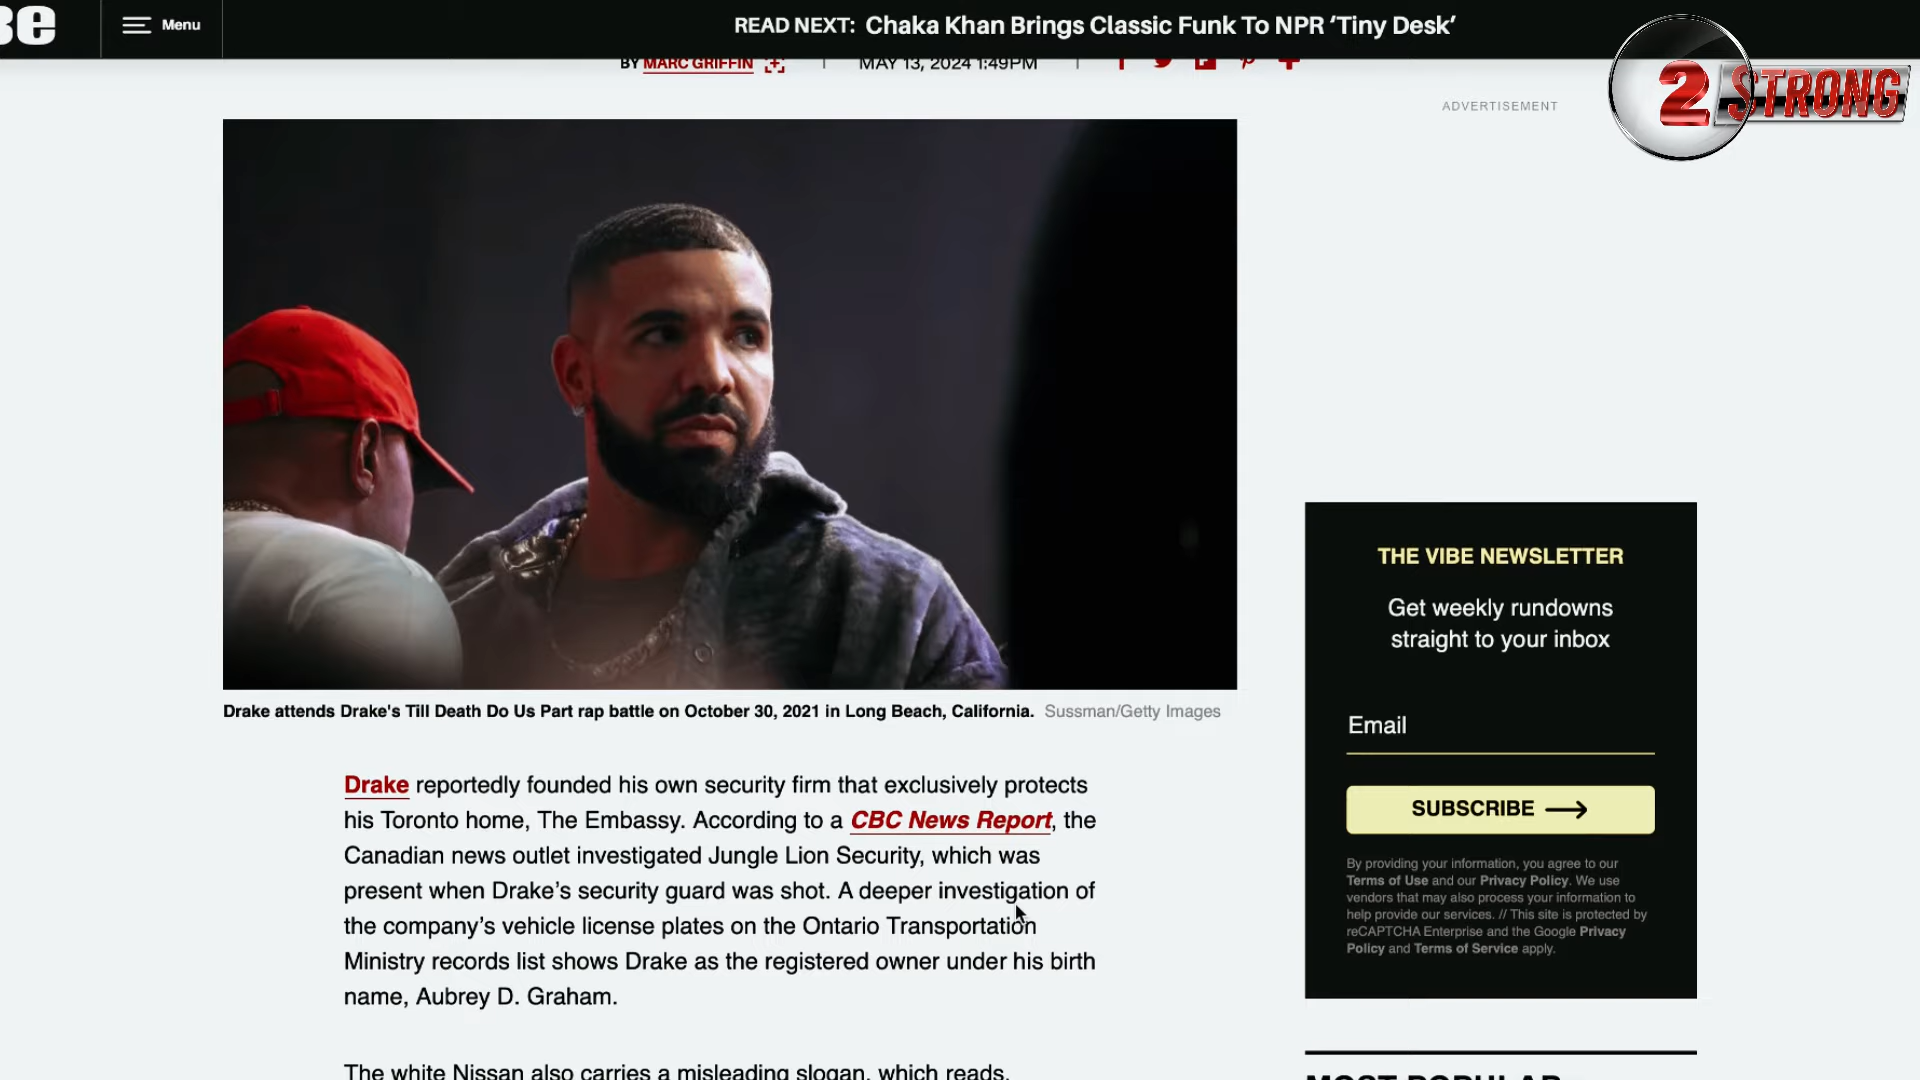 BE
Menu
READ NEXT: Chaka Khan Brings Classic Funk To NPR ‘Tiny Desk’
2 STRONG
BY MARC GRIFFIN
MAY 13, 2024 1:49PM
ADVERTISEMENT
Drake attends Drake's Till Death Do Us Part rap battle on October 30, 2021 in Long Beach, California. Sussman/Getty Images
Drake reportedly founded his own security firm that exclusively protects
his Toronto home, The Embassy. According to a CBC News Report, the
Canadian news outlet investigated Jungle Lion Security, which was
present when Drake’s security guard was shot. A deeper investigation of
the company’s vehicle license plates on the Ontario Transportation
Ministry records list shows Drake as the registered owner under his birth
name, Aubrey D. Graham.
The white Nissan also carries a misleading slogan, which reads,
THE VIBE NEWSLETTER
Get weekly rundowns
straight to your inbox
Email
SUBSCRIBE
By providing your information, you agree to our
Terms of Use and our Privacy Policy. We use
vendors that may also process your information to
help provide our services. // This site is protected by
reCAPTCHA Enterprise and the Google Privacy
Policy and Terms of Service apply.
MOST POPULAR